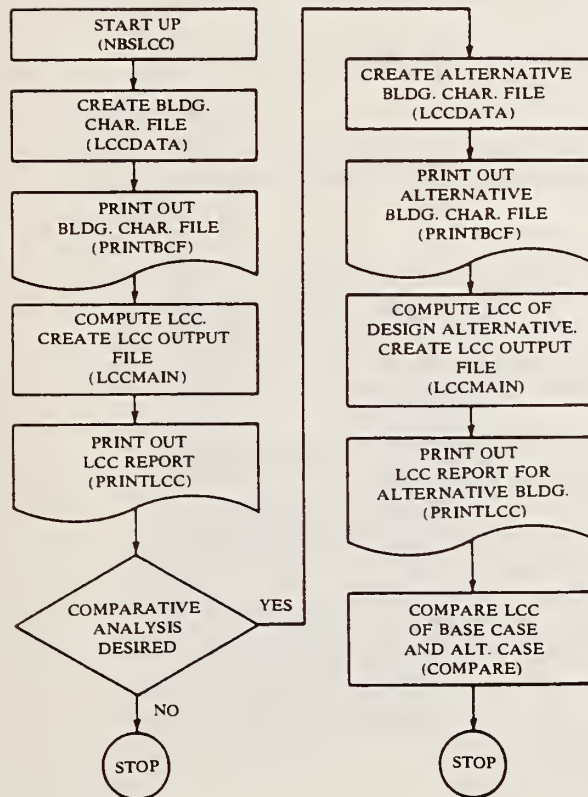 START UP
(NBSLCC)
CREATE BLDG.
CHAR. FILE
(LCCDATA)
PRINT OUT
BLDG. CHAR. FILE
(PRINTBCF)
COMPUTE LCC.
CREATE LCC OUTPUT
FILE
(LCCMAIN)
PRINT OUT
LCC REPORT
(PRINTLCC)
COMPARATIVE
ANALYSIS
DESIRED
YES
NO
STOP
CREATE ALTERNATIVE
BLDG. CHAR. FILE
(LCCDATA)
PRINT OUT
ALTERNATIVE
BLDG. CHAR. FILE
(PRINTBCF)
COMPUTE LCC OF
DESIGN ALTERNATIVE.
CREATE LCC OUTPUT
FILE
(LCCMAIN)
PRINT OUT
LCC REPORT FOR
ALTERNATIVE BLDG.
(PRINTLCC)
COMPARE LCC
OF BASE CASE
AND ALT. CASE
(COMPARE)
STOP